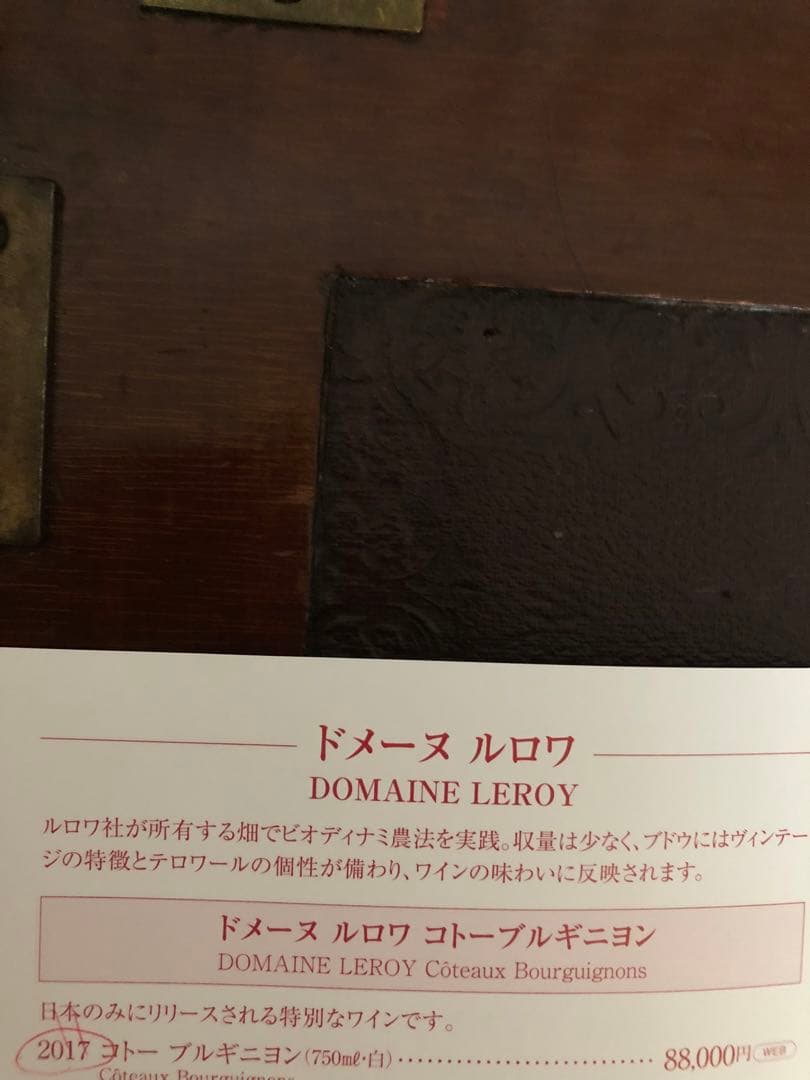 ドメーヌ ルロワ
DOMAINE LEROY
ルロワ社が所有する畑でビオディナミ農法を実践。収量は少なく、ブドウにはヴィンテー
ジの特徴とテロワールの個性が備わり、ワインの味わいに反映されます。
ドメーヌ ルロワ コトーブルギニヨン
DOMAINE LEROY Côteaux Bourguignons
日本のみにリリースされる特別なワインです。
2017 コトー ブルギニヨン(750mℓ・白)‥‥‥‥‥‥‥‥‥ 88,000円 WEB
Côteaux Bourguignons